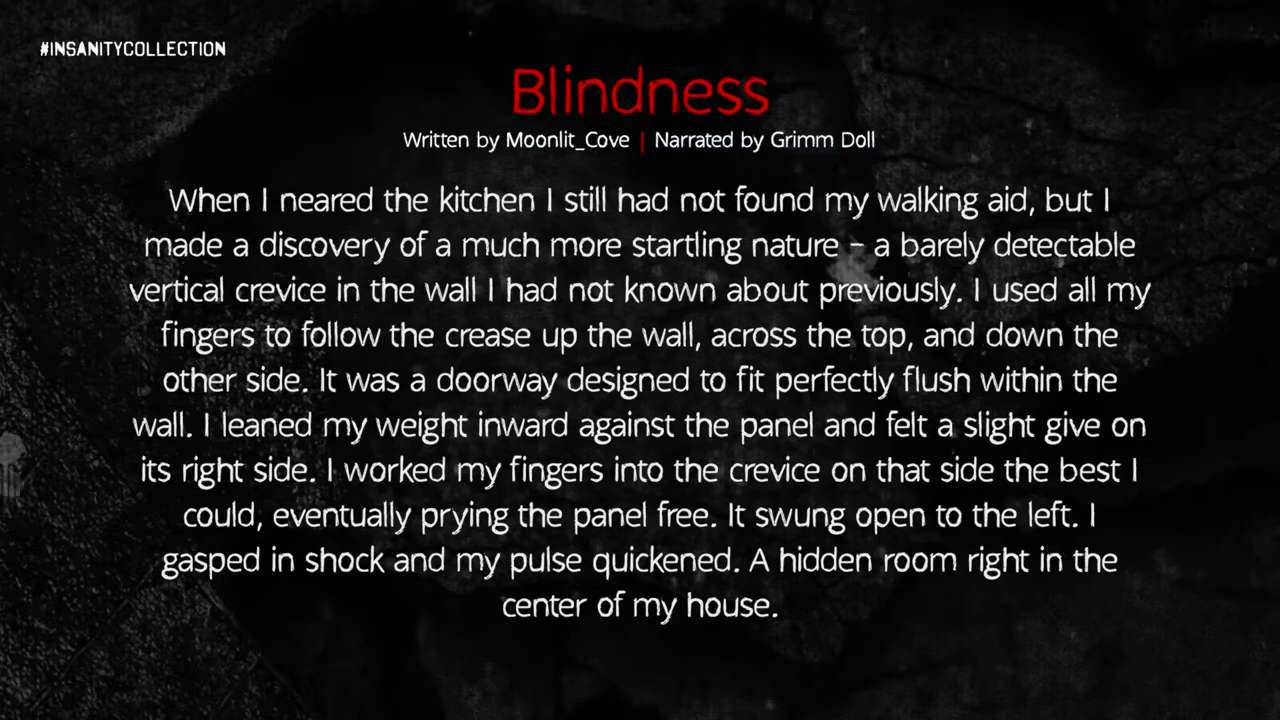 #INSANITYCOLLECTION
Blindness
Written by Moonlit_Cove | Narrated by Grimm Doll
When I neared the kitchen I still had not found my walking aid, but I
made a discovery of a much more startling nature – a barely detectable
vertical crevice in the wall I had not known about previously. I used all my
fingers to follow the crease up the wall, across the top, and down the
other side. It was a doorway designed to fit perfectly flush within the
wall. I leaned my weight inward against the panel and felt a slight give on
its right side. I worked my fingers into the crevice on that side the best I
could, eventually prying the panel free. It swung open to the left. I
gasped in shock and my pulse quickened. A hidden room right in the
center of my house.